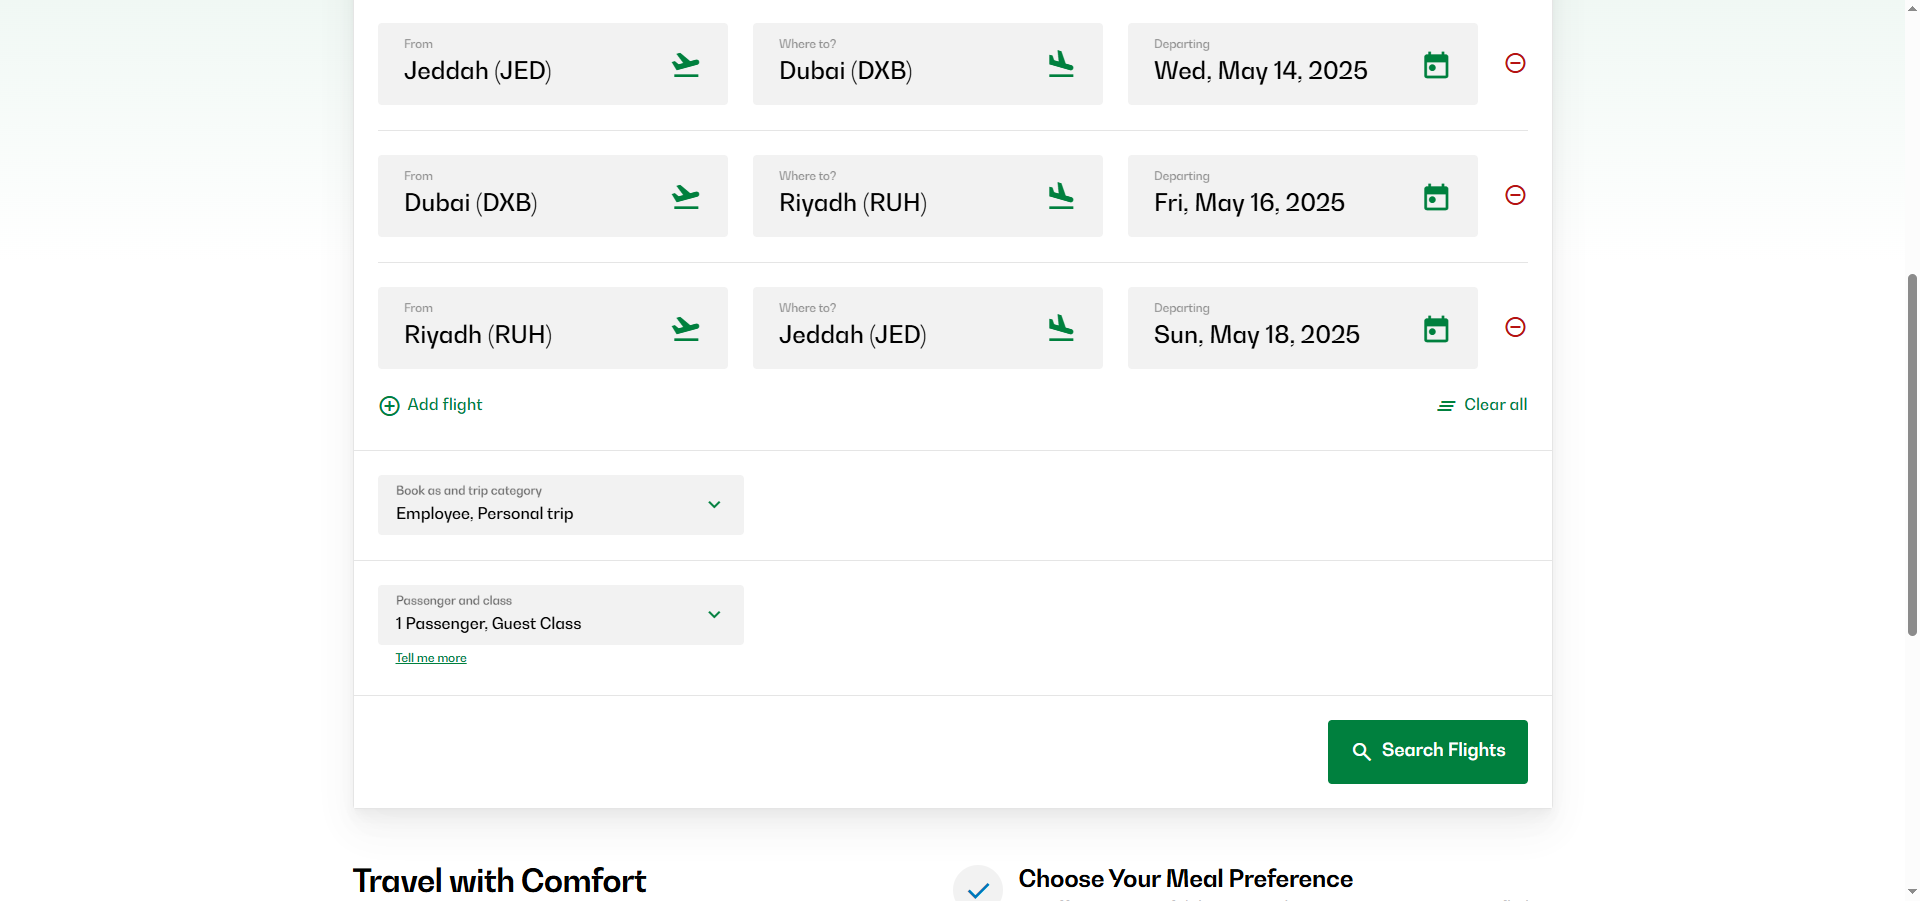 From
Jeddah (JED)
Where to?
Dubai (DXB)
Departing
Wed, May 14, 2025
From
Dubai (DXB)
Where to?
Riyadh (RUH)
Departing
Fri, May 16, 2025
From
Riyadh (RUH)
Where to?
Jeddah (JED)
Departing
Sun, May 18, 2025
Add flight
Clear all
Book as and trip category
Employee, Personal trip
Passenger and class
1 Passenger, Guest Class
Tell me more
Search Flights
Travel with Comfort
Choose Your Meal Preference